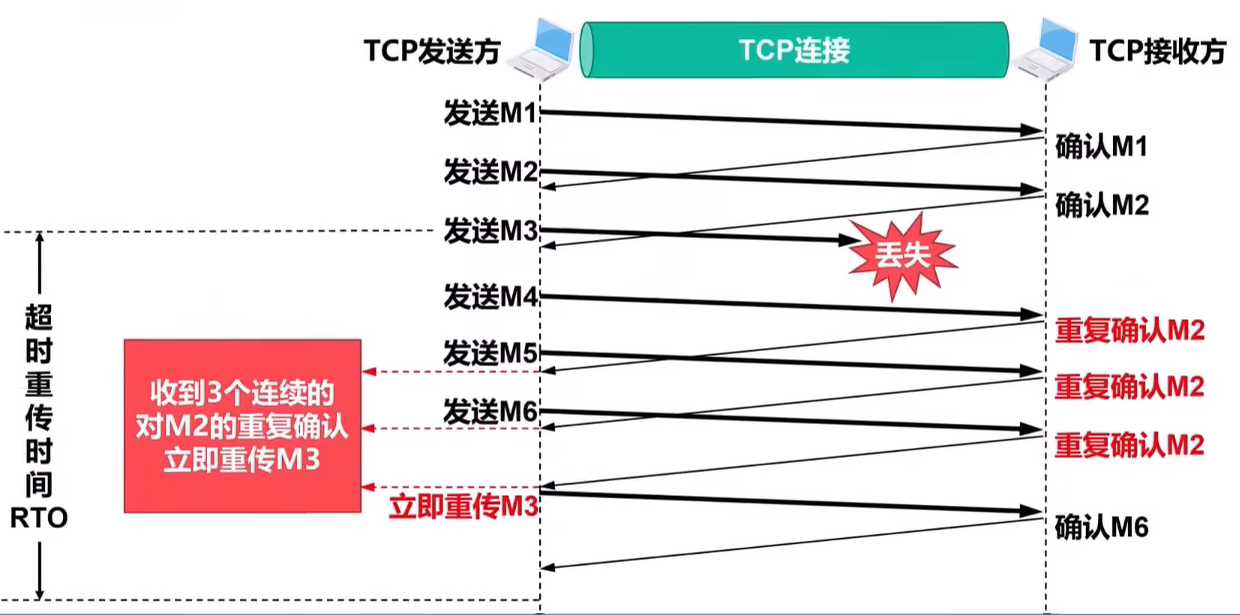 TCP发送方
TCP连接
TCP接收方
发送M1
确认M1
发送M2
确认M2
发送M3
丢失
发送M4
重复确认M2
发送M5
重复确认M2
发送M6
重复确认M2
立即重传M3
确认M6
收到3个连续的
对M2的重复确认
立即重传M3
超
时
重
传
时
间
RTO